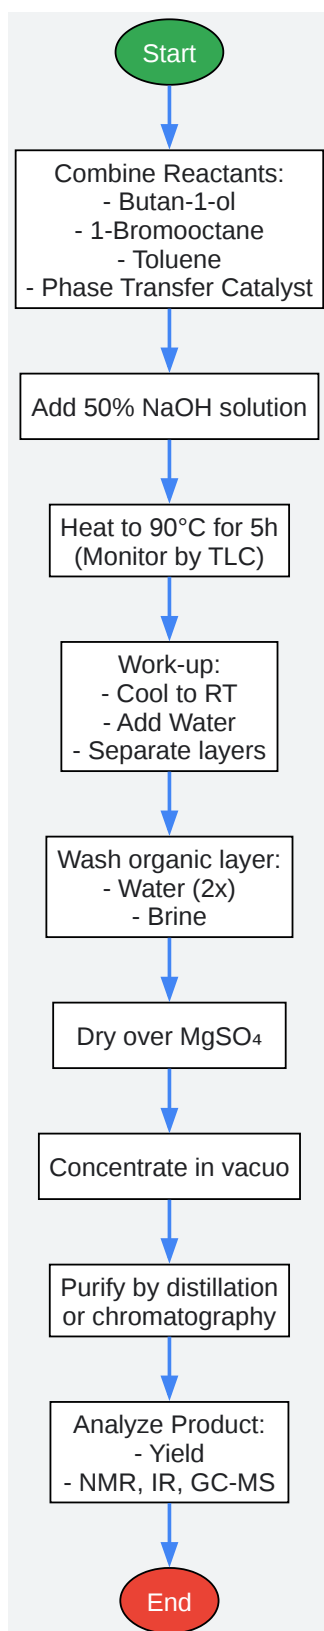 Start
Combine Reactants:
- Butan-1-ol
- 1-Bromooctane
- Toluene
- Phase Transfer Catalyst
Add 50% NaOH solution
Heat to 90°C for 5h
(Monitor by TLC)
Work-up:
- Cool to RT
- Add Water
- Separate layers
Wash organic layer:
- Water (2x)
- Brine
Dry over MgSO₄
Concentrate in vacuo
Purify by distillation
or chromatography
Analyze Product:
- Yield
- NMR, IR, GC-MS
End